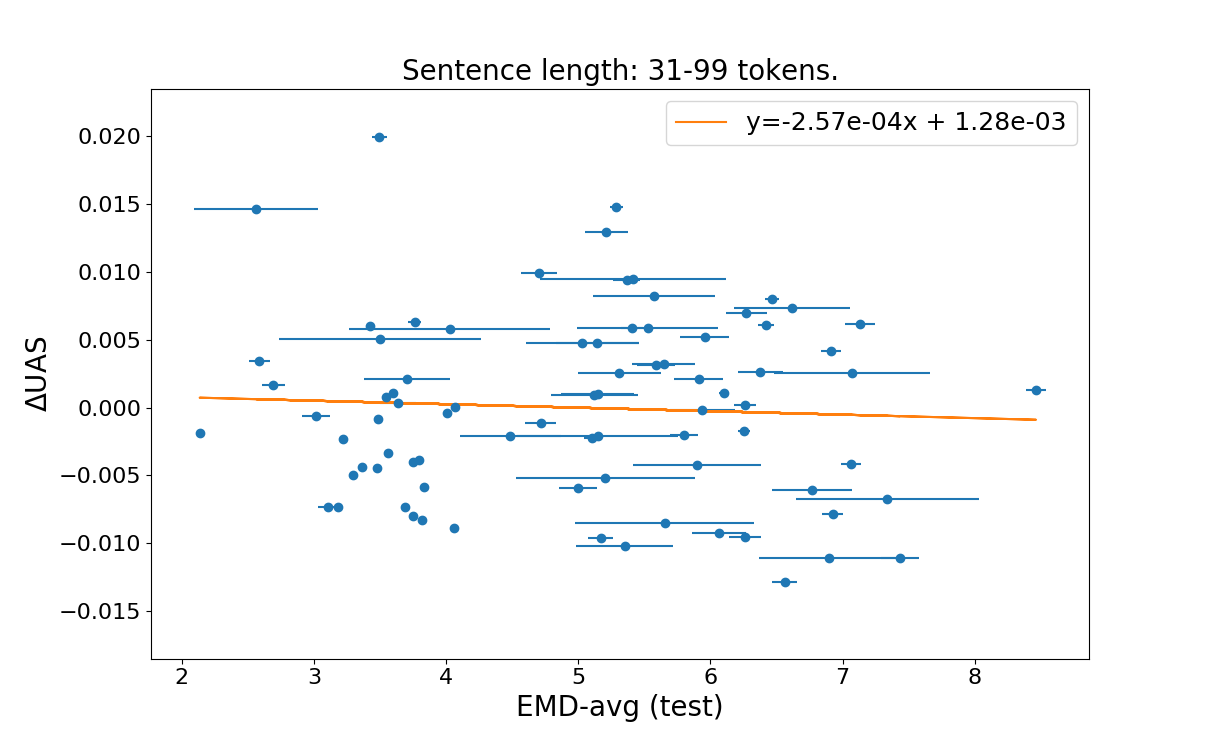 Sentence length: 31-99 tokens.
y=-2.57e-04x + 1.28e-03
ΔUAS
0.020
0.015
0.010
0.005
0.000
−0.005
−0.010
−0.015
2 3 4 5 6 7 8
EMD-avg (test)